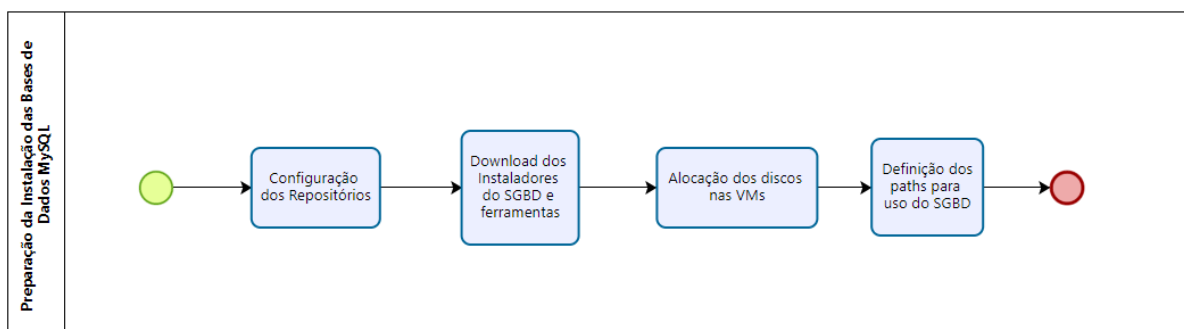 Preparação da Instalação das Bases de
Dados MySQL
Configuração
dos Repositórios
Download dos
Instaladores
do SGBD e
ferramentas
Alocação dos discos
nas VMs
Definição dos
paths para
uso do SGBD